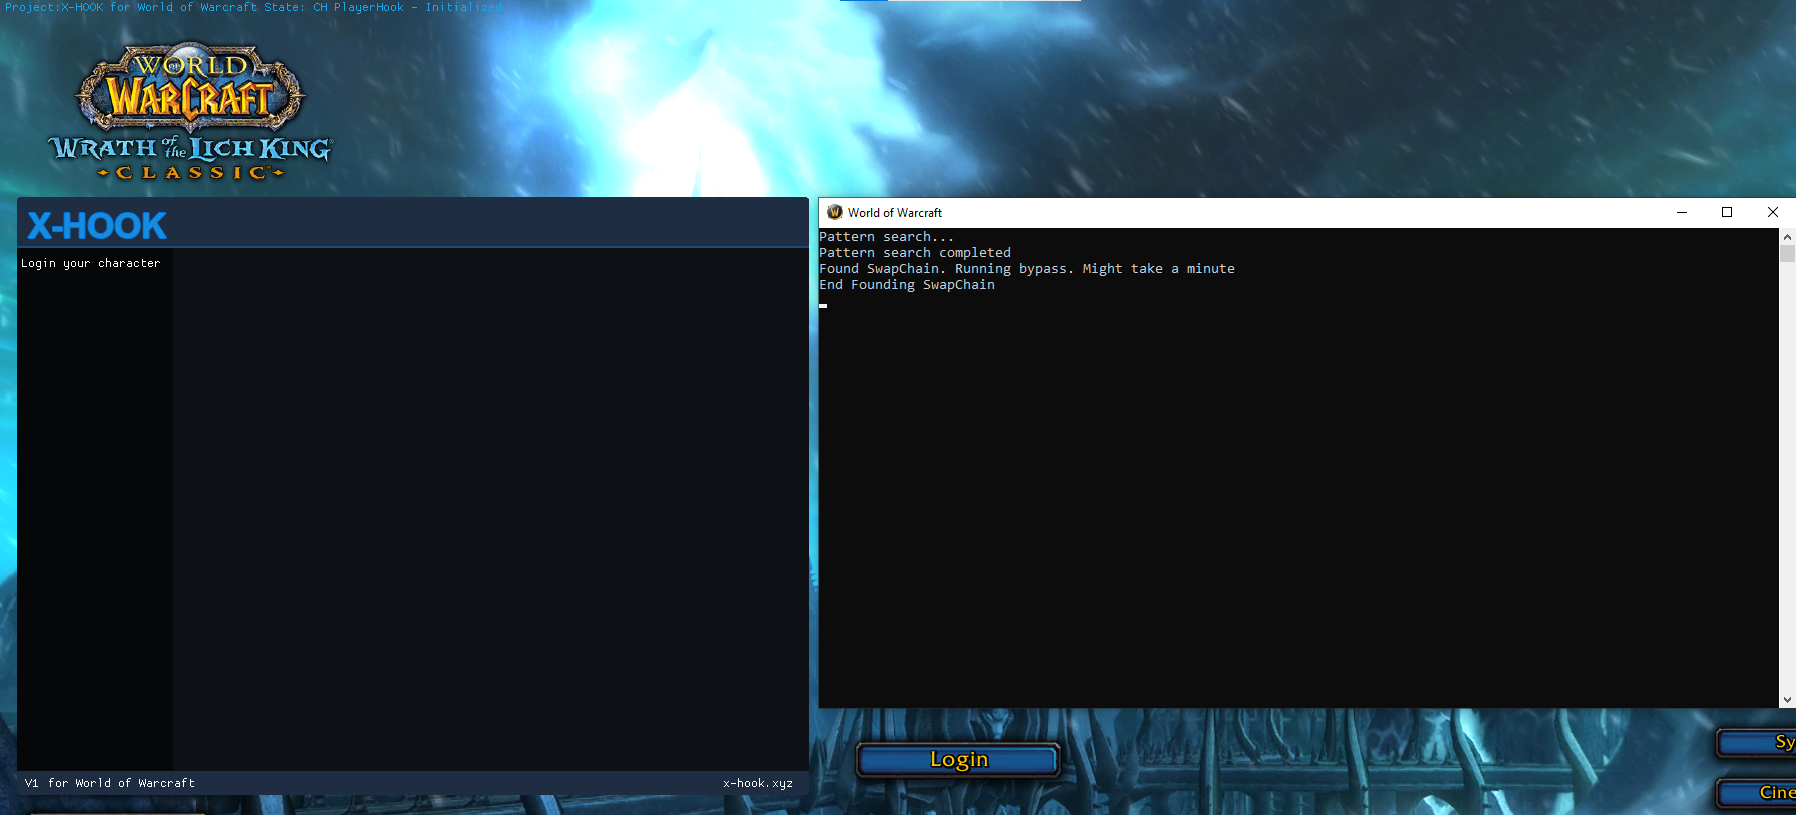 Project:X-HOOK for World of Warcraft State: CH PlayerHook - Initialized
WORLD
OF
WARCRAFT
WRATH of the LICH KING
CLASSIC
X-HOOK
Login your character
World of Warcraft
Pattern search...
Pattern search completed
Found SwapChain. Running bypass. Might take a minute
End Founding SwapChain
Login
Sy
Cine
V1 for World of Warcraft
x-hook.xyz